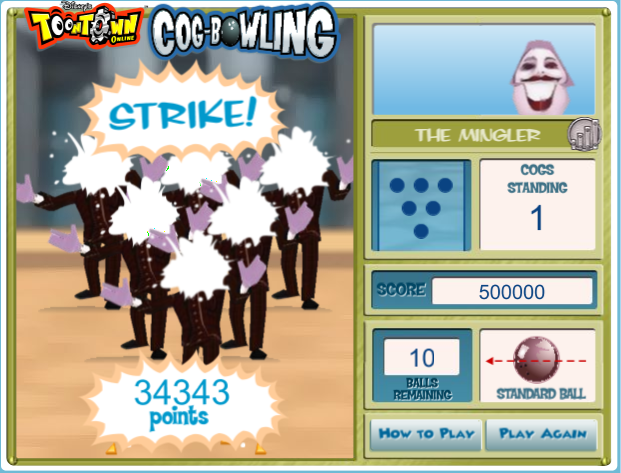 Disney's
TOONTOWN
ONLINE
COG-BOWLING
STRIKE!
34343
points
THE MINGLER
COGS
STANDING
1
SCORE
500000
10
BALLS
REMAINING
STANDARD BALL
HOW TO PLAY
PLAY AGAIN